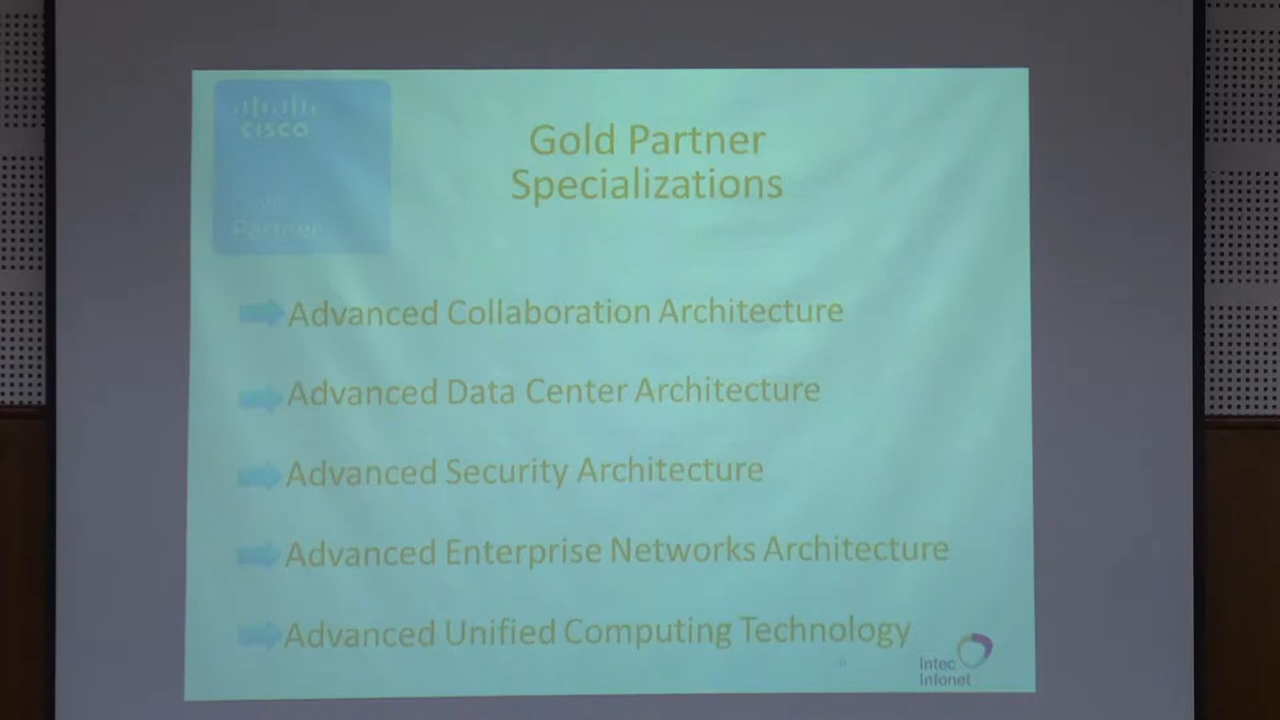 CISCO
Partner
Gold Partner
Specializations
Advanced Collaboration Architecture
Advanced Data Center Architecture
Advanced Security Architecture
Advanced Enterprise Networks Architecture
Advanced Unified Computing Technology
Intec
Infonet